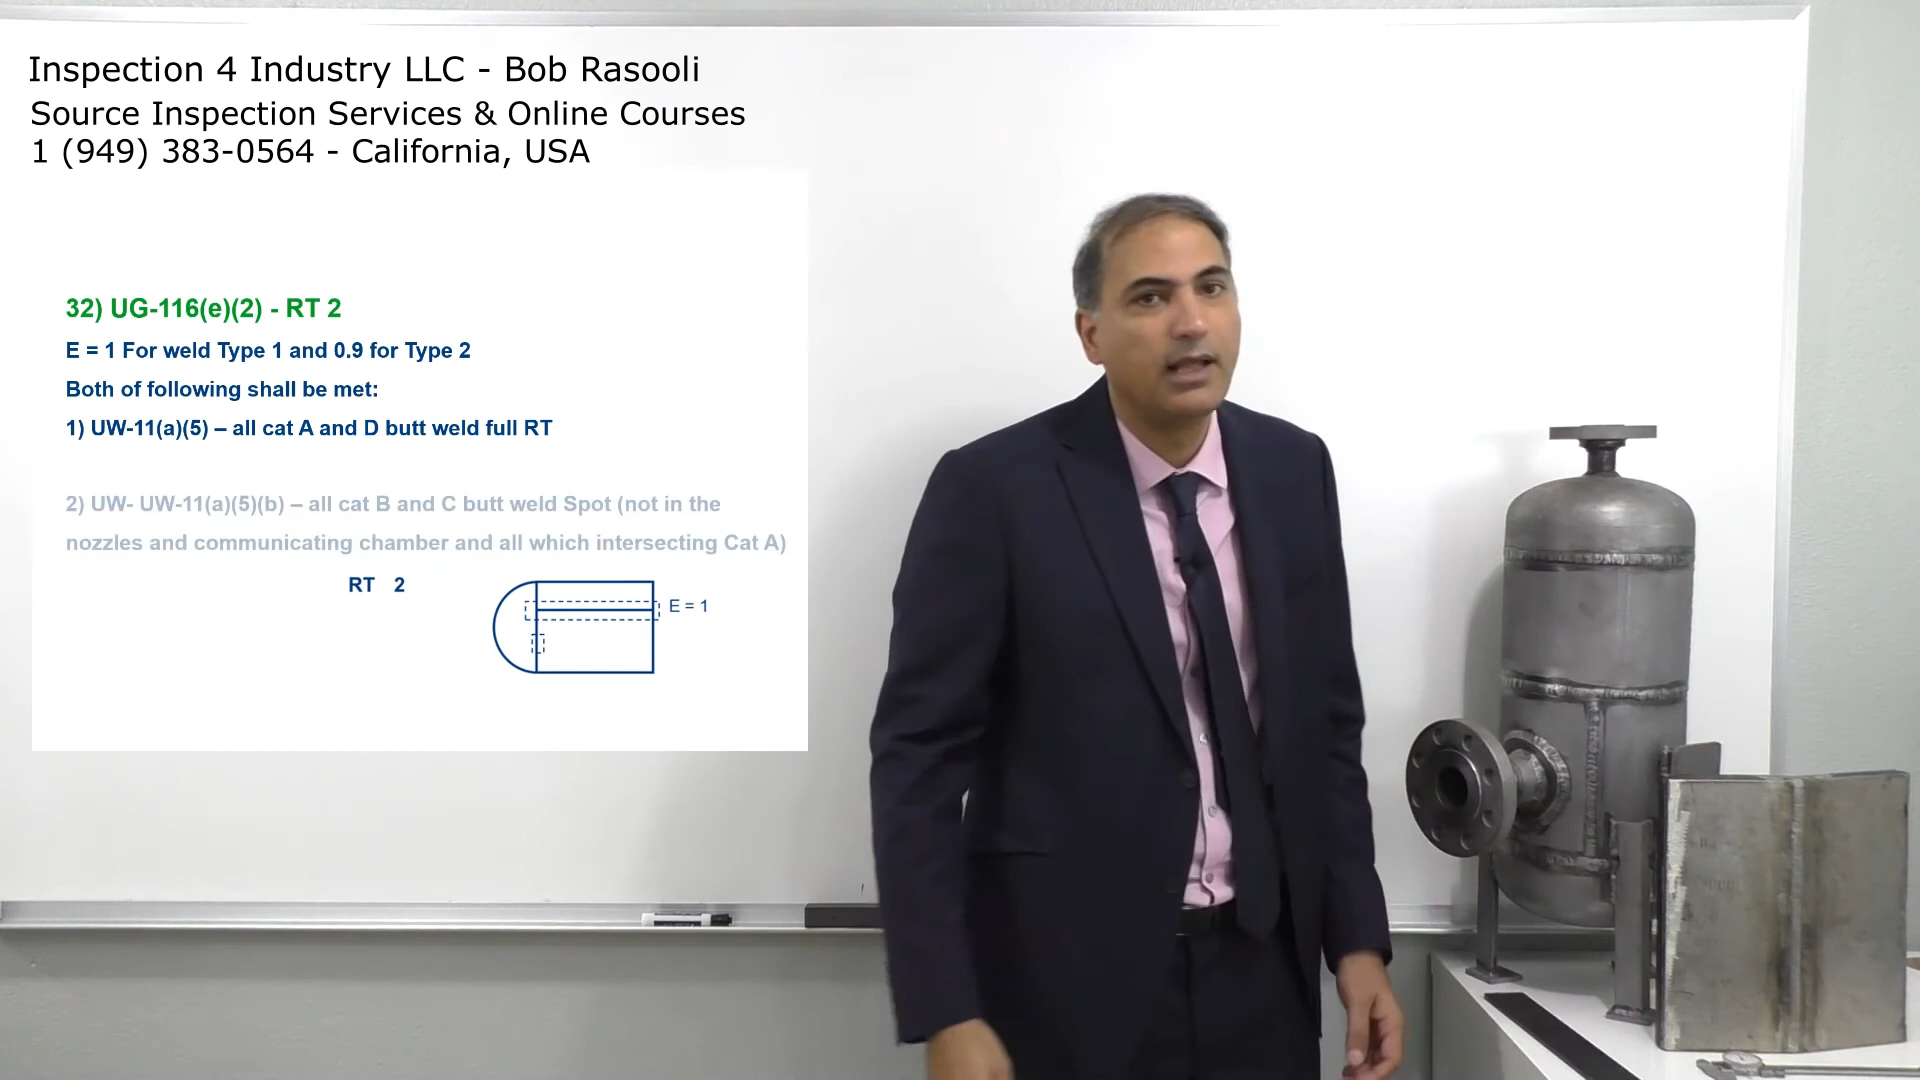 Inspection 4 Industry LLC - Bob Rasooli
Source Inspection Services & Online Courses
1 (949) 383-0564 - California, USA
32) UG-116(e)(2) - RT 2
E = 1 For weld Type 1 and 0.9 for Type 2
Both of following shall be met:
1) UW-11(a)(5) – all cat A and D butt weld full RT
2) UW- UW-11(a)(5)(b) – all cat B and C butt weld Spot (not in the
nozzles and communicating chamber and all which intersecting Cat A)
RT 2
E = 1